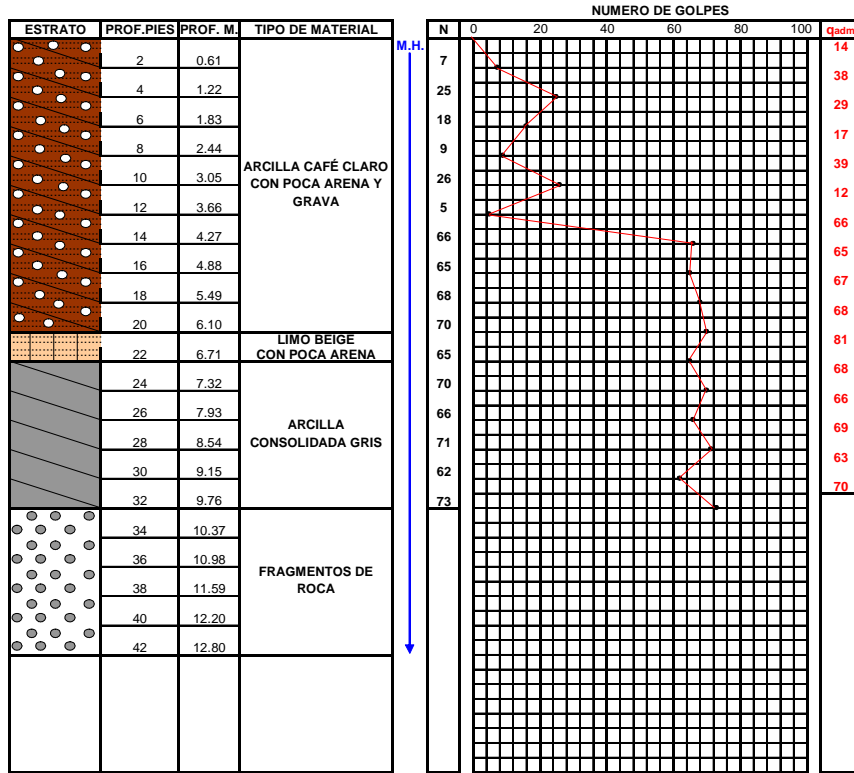 NUMERO DE GOLPES
ESTRATO PROF.PIES PROF. M. TIPO DE MATERIAL N 0 20 40 60 80 100 qadm
M.H.
14
2 0.61 7
38
4 1.22 25
29
6 1.83 18
17
8 2.44 9
39
ARCILLA CAFÉ CLARO
10 3.05 26
CON POCA ARENA Y
12
GRAVA
12 3.66 5
66
14 4.27 66
65
16 4.88 65
67
18 5.49 68
68
20 6.10 70
81
LIMO BEIGE
CON POCA ARENA
22 6.71 65
68
24 7.32 70
66
26 7.93 66
ARCILLA
69
CONSOLIDADA GRIS
28 8.54 71
63
30 9.15 62
70
32 9.76 73
34 10.37
36 10.98
FRAGMENTOS DE
ROCA
38 11.59
40 12.20
42 12.80